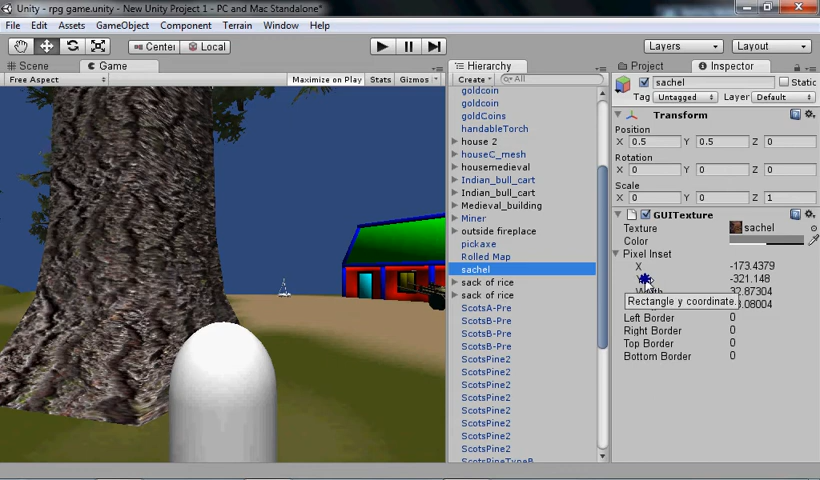 Unity - rpg game.unity - New Unity Project 1 - PC and Mac Standalone*
File Edit Assets GameObject Component Terrain Window Help
Center Local Layers Layout
Scene Game Hierarchy Project Inspector
Free Aspect Maximize on Play Stats Gizmos Create All
sachel Static
Tag Untagged Layer Default
goldcoin
goldcoin
goldCoins
handableTorch
house 2
houseC_mesh
housemedieval
Indian_bull_cart
Indian_bull_cart
Medieval_building
Miner
outside fireplace
pickaxe
Rolled Map
sachel
sack of rice
sack of rice
ScotsA-Pre
ScotsB-Pre
ScotsB-Pre
ScotsB-Pre
ScotsPine2
ScotsPine2
ScotsPine2
ScotsPine2
ScotsPine2
ScotsPine2
ScotsPine2
ScotsPine2
ScotsPineTypeB
Transform
Position
X 0.5 Y 0.5 Z 0
Rotation
X 0 Y 0 Z 0
Scale
X 0 Y 0 Z 1
GUITexture
Texture sachel
Color
Pixel Inset
X -173.4379
-321.148
Width 32.87304
Rectangle y coordinate.
Left Border 0
Right Border 0
Top Border 0
Bottom Border 0